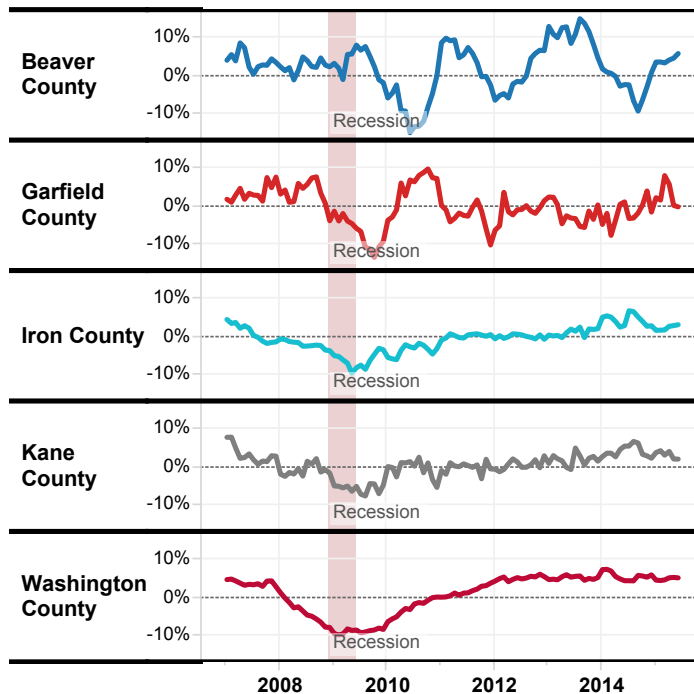 Beaver
County
10%
0%
-10%
Recession
Garfield
County
10%
0%
-10%
Recession
Iron County
10%
0%
-10%
Recession
Kane
County
10%
0%
-10%
Recession
Washington
County
10%
0%
-10%
Recession
2008 2010 2012 2014